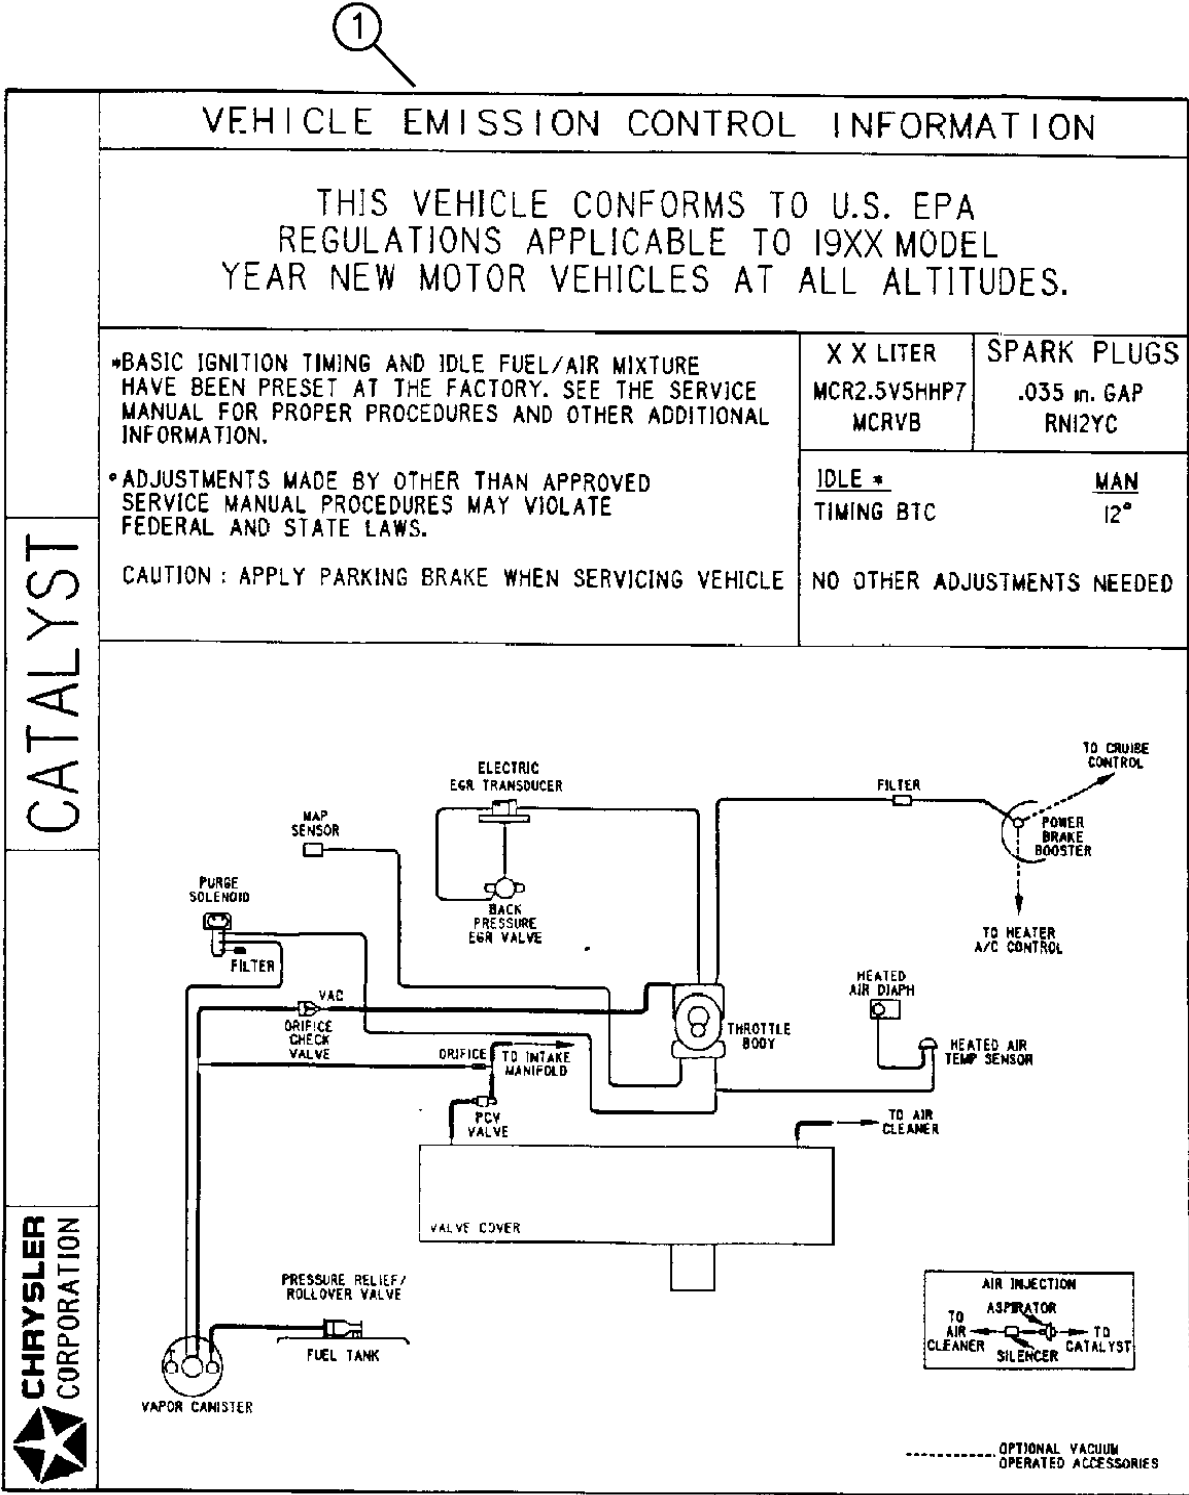 1
VEHICLE EMISSION CONTROL INFORMATION
THIS VEHICLE CONFORMS TO U.S. EPA
REGULATIONS APPLICABLE TO 19XX MODEL
YEAR NEW MOTOR VEHICLES AT ALL ALTITUDES.
*BASIC IGNITION TIMING AND IDLE FUEL/AIR MIXTURE
HAVE BEEN PRESET AT THE FACTORY. SEE THE SERVICE
MANUAL FOR PROPER PROCEDURES AND OTHER ADDITIONAL
INFORMATION.
•ADJUSTMENTS MADE BY OTHER THAN APPROVED
SERVICE MANUAL PROCEDURES MAY VIOLATE
FEDERAL AND STATE LAWS.
CAUTION : APPLY PARKING BRAKE WHEN SERVICING VEHICLE
X X LITER
MCR2.5V5HHP7
MCRVB
SPARK PLUGS
.035 in. GAP
RN12YC
IDLE * MAN
TIMING BTC 12°
NO OTHER ADJUSTMENTS NEEDED
CATALYST
CHRYSLER
CORPORATION
ELECTRIC
EGR TRANSDUCER
MAP
SENSOR
PURGE
SOLENOID
FILTER
BACK
PRESSURE
EGR VALVE
FILTER
TO CRUISE
CONTROL
POWER
BRAKE
BOOSTER
TO HEATER
A/C CONTROL
HEATED
AIR DIAPH
HEATED AIR
TEMP SENSOR
VAC
ORIFICE
CHECK
VALVE
THROTTLE
BODY
ORIFICE
TO INTAKE
MANIFOLD
PCV
VALVE
TO AIR
CLEANER
VALVE COVER
PRESSURE RELIEF/
ROLLOVER VALVE
FUEL TANK
VAPOR CANISTER
AIR INJECTION
ASPIRATOR
TO
AIR
CLEANER
SILENCER
TO
CATALYST
OPTIONAL VACUUM
OPERATED ACCESSORIES